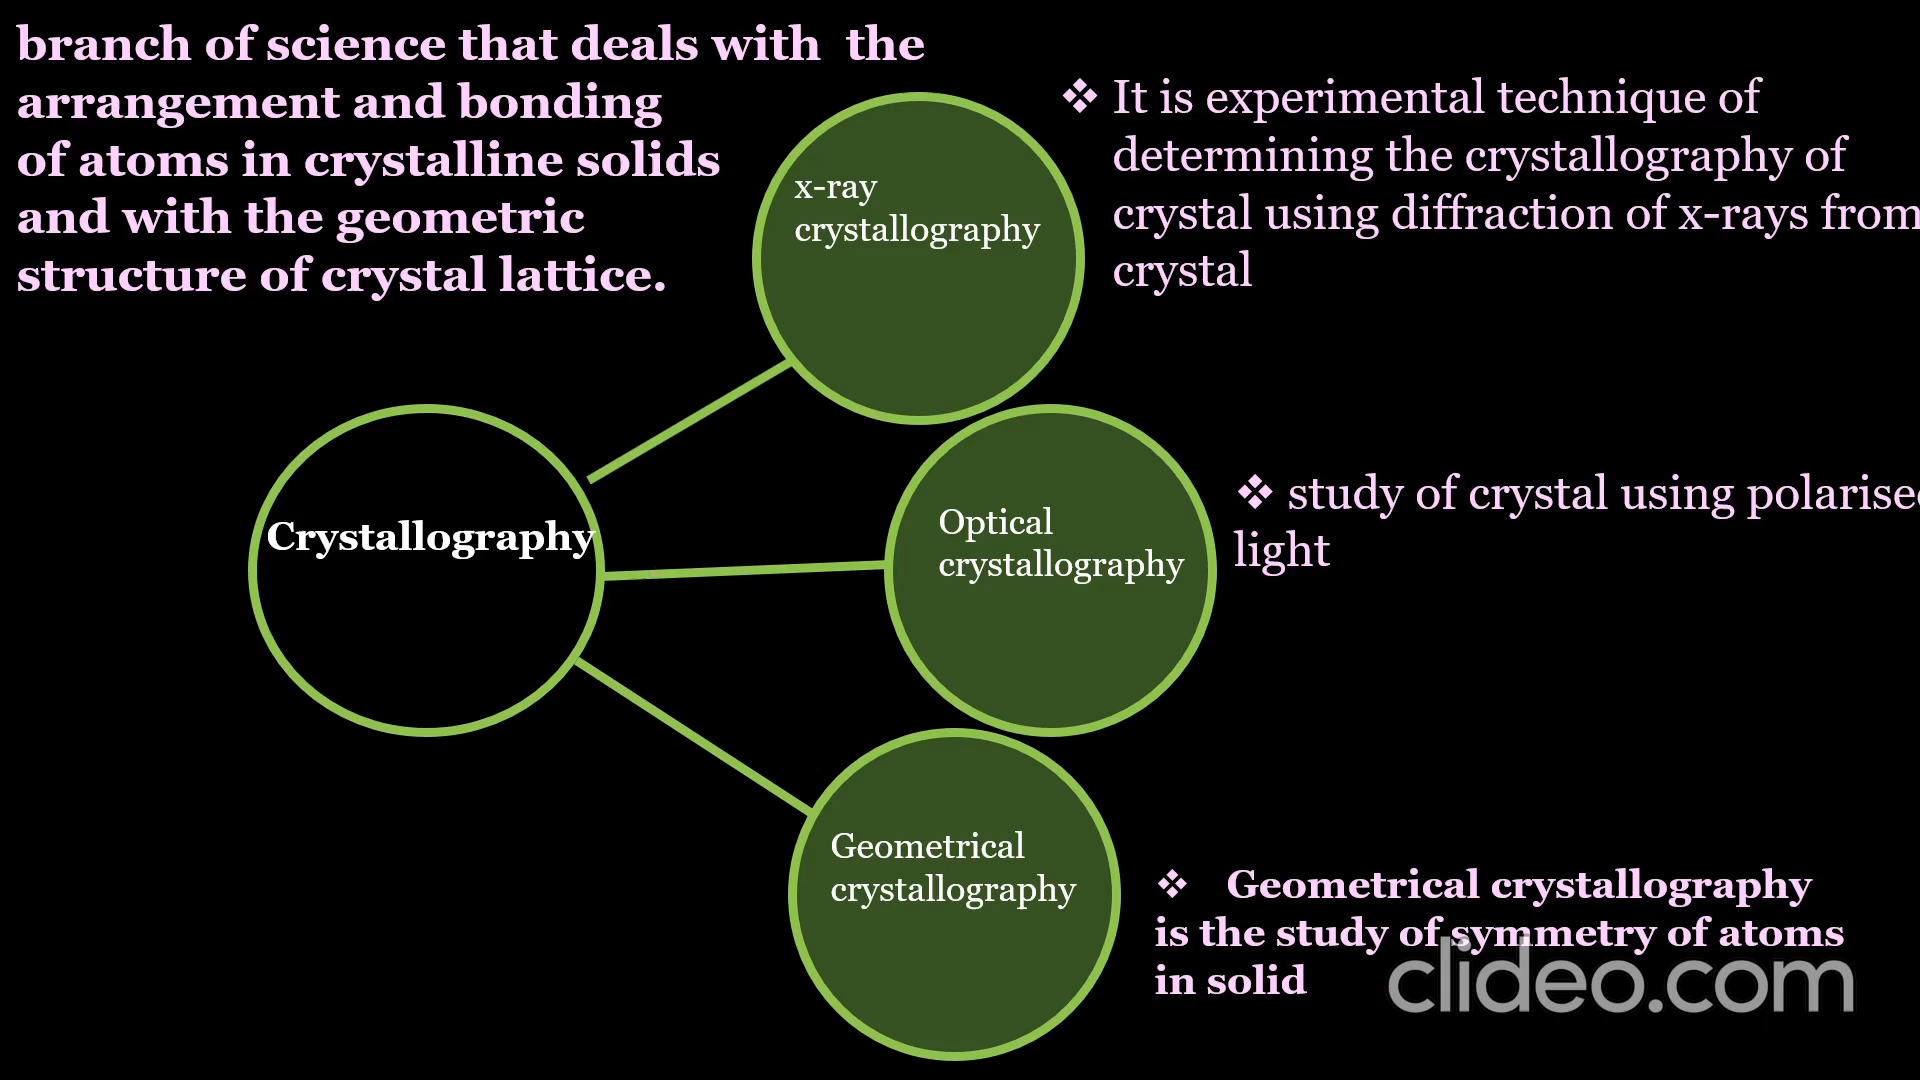 branch of science that deals with the
arrangement and bonding
of atoms in crystalline solids
and with the geometric
structure of crystal lattice.
x-ray
crystallography
❖ It is experimental technique of
determining the crystallography of
crystal using diffraction of x-rays from
crystal
Crystallography
Optical
crystallography
❖ study of crystal using polarised
light
Geometrical
crystallography
❖ Geometrical crystallography
is the study of symmetry of atoms
in solid
clideo.com